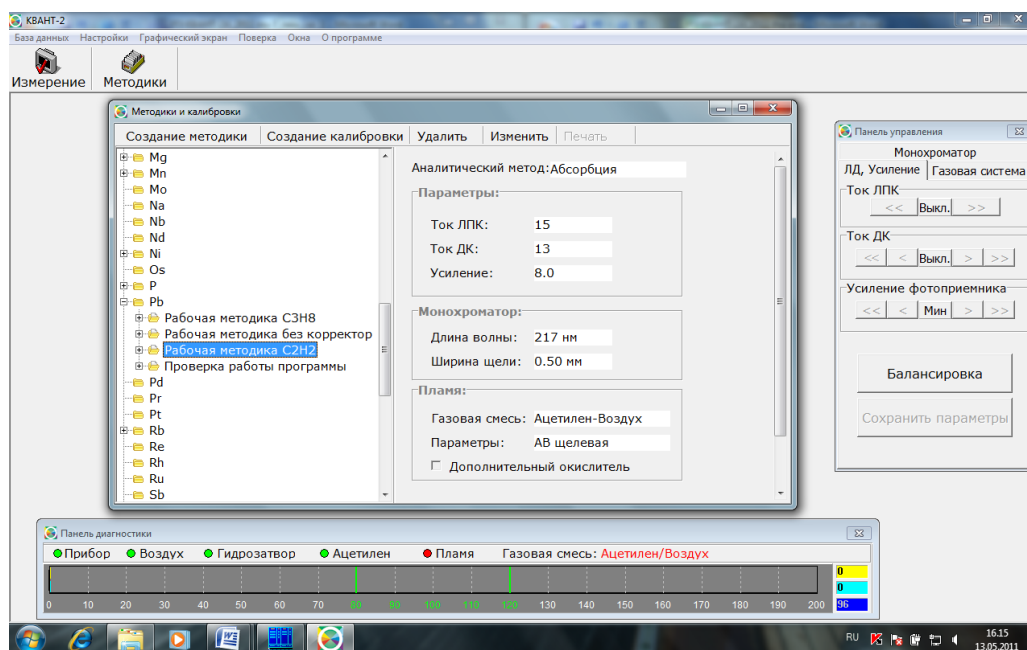 КВАНТ-2
База данных Настройки Графический экран Поверка Окна О программе
Измерение Методики
Методики и калибровки
Создание методики Создание калибровки Удалить Изменить Печать
Mg
Mn
Mo
Na
Nb
Nd
Ni
Os
P
Pb
Рабочая методика C3H8
Рабочая методика без корректор
Рабочая методика C2H2
Проверка работы программы
Pd
Pr
Pt
Rb
Re
Rh
Ru
Sb
Аналитический метод: Абсорбция
Параметры:
Ток ЛПК: 15
Ток ДК: 13
Усиление: 8.0
Монохроматор:
Длина волны: 217 нм
Ширина щели: 0.50 мм
Пламя:
Газовая смесь: Ацетилен-Воздух
Параметры: АВ щелевая
Дополнительный окислитель
Панель управления
Монохроматор
ЛД, Усиление Газовая система
Ток ЛПК
<< Выкл. >>
Ток ДК
<< < Выкл. > >>
Усиление фотоприемника
<< < Мин > >>
Балансировка
Сохранить параметры
Панель диагностики
Прибор Воздух Гидрозатвор Ацетилен Пламя Газовая смесь: Ацетилен/Воздух
0
0
96
0 10 20 30 40 50 60 70 80 90 100 110 120 130 140 150 160 170 180 190 200
RU 16.15
13.05.2011